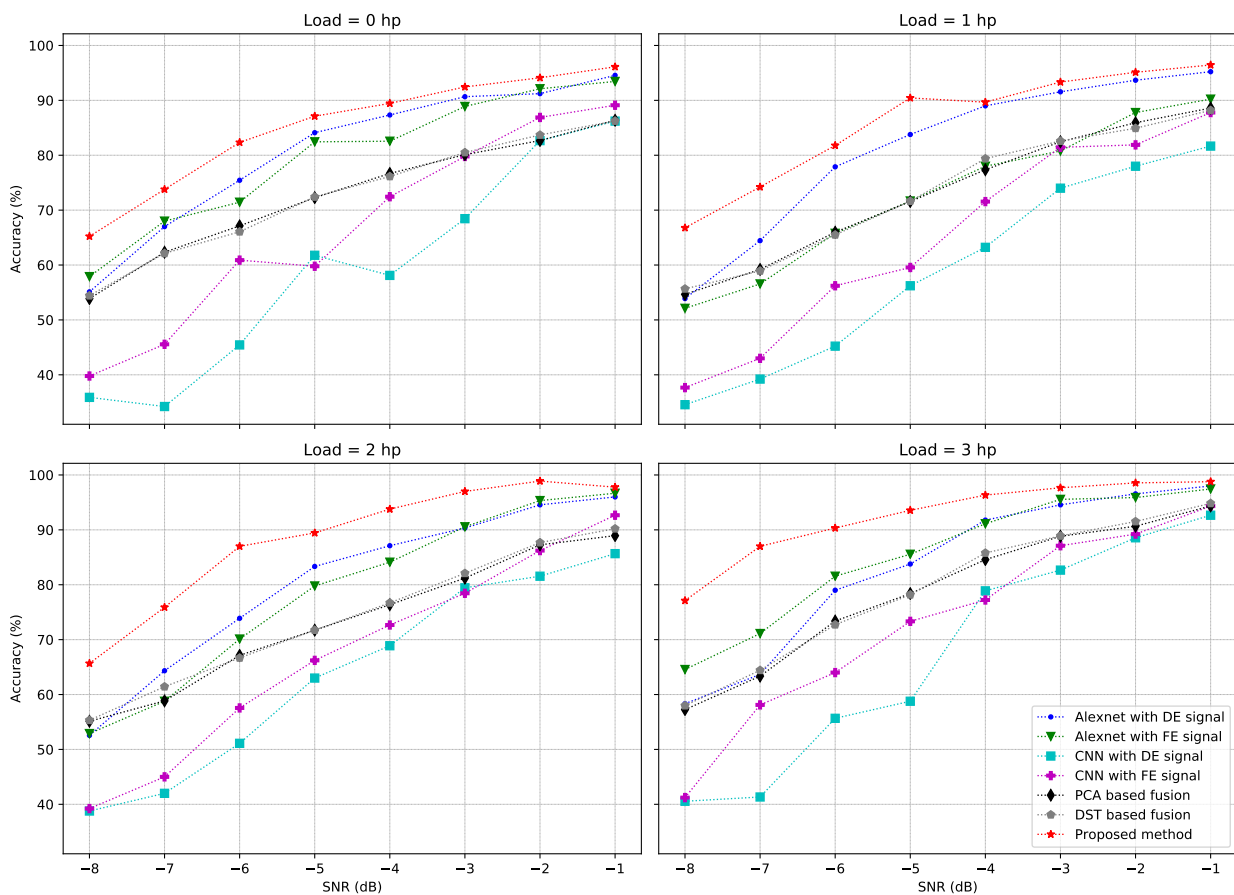 Load = 0 hp
Load = 1 hp
100
90
80
70
60
50
40
Accuracy (%)
Load = 2 hp
Load = 3 hp
100
90
80
70
60
50
40
Accuracy (%)
Alexnet with DE signal
Alexnet with FE signal
CNN with DE signal
CNN with FE signal
PCA based fusion
DST based fusion
Proposed method
−8 −7 −6 −5 −4 −3 −2 −1
−8 −7 −6 −5 −4 −3 −2 −1
SNR (dB)
SNR (dB)